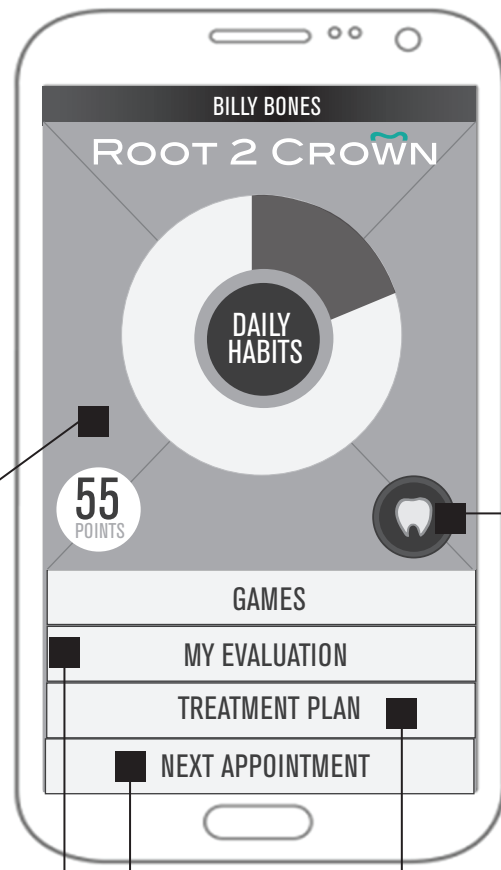 BILLY BONES
ROOT 2 CROWN
DAILY
HABITS
55
POINTS
GAMES
MY EVALUATION
TREATMENT PLAN
NEXT APPOINTMENT